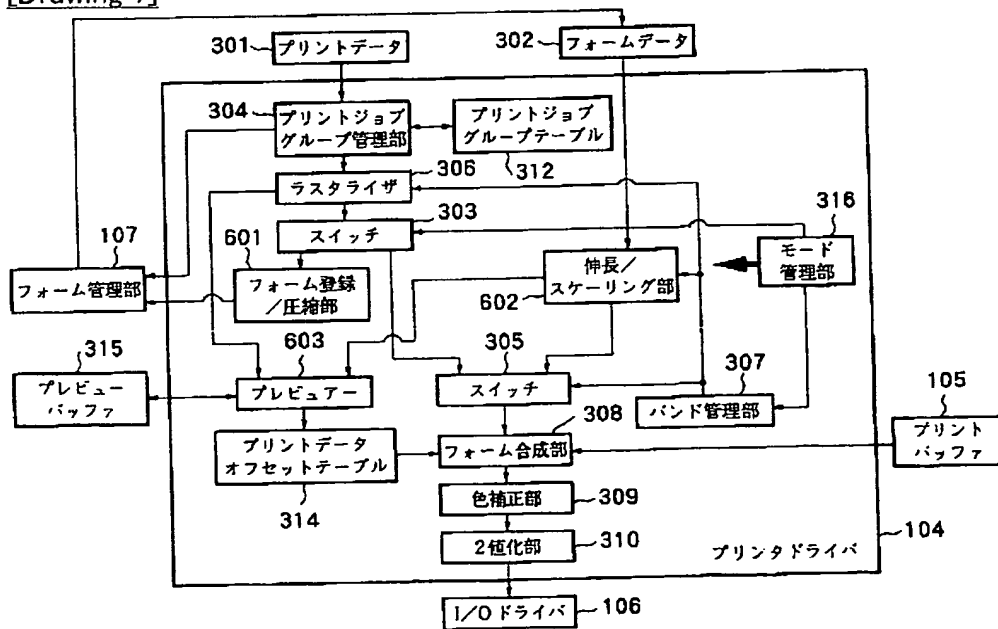 301
プリントデータ
302
フォームデータ
304
プリントジョブ
グループ管理部
プリントジョブ
グループテーブル
312
306
ラスタライザ
303
スイッチ
316
モード
管理部
107
フォーム管理部
601
フォーム登録
/圧縮部
伸長/
スケーリング部
602
603
プレビュアー
305
スイッチ
315
プレビュー
バッファ
307
バンド管理部
105
プリント
バッファ
プリントデータ
オフセットテーブル
314
308
フォーム合成部
色補正部
309
2値化部
310
プリンタドライバ
104
I/Oドライバ
106